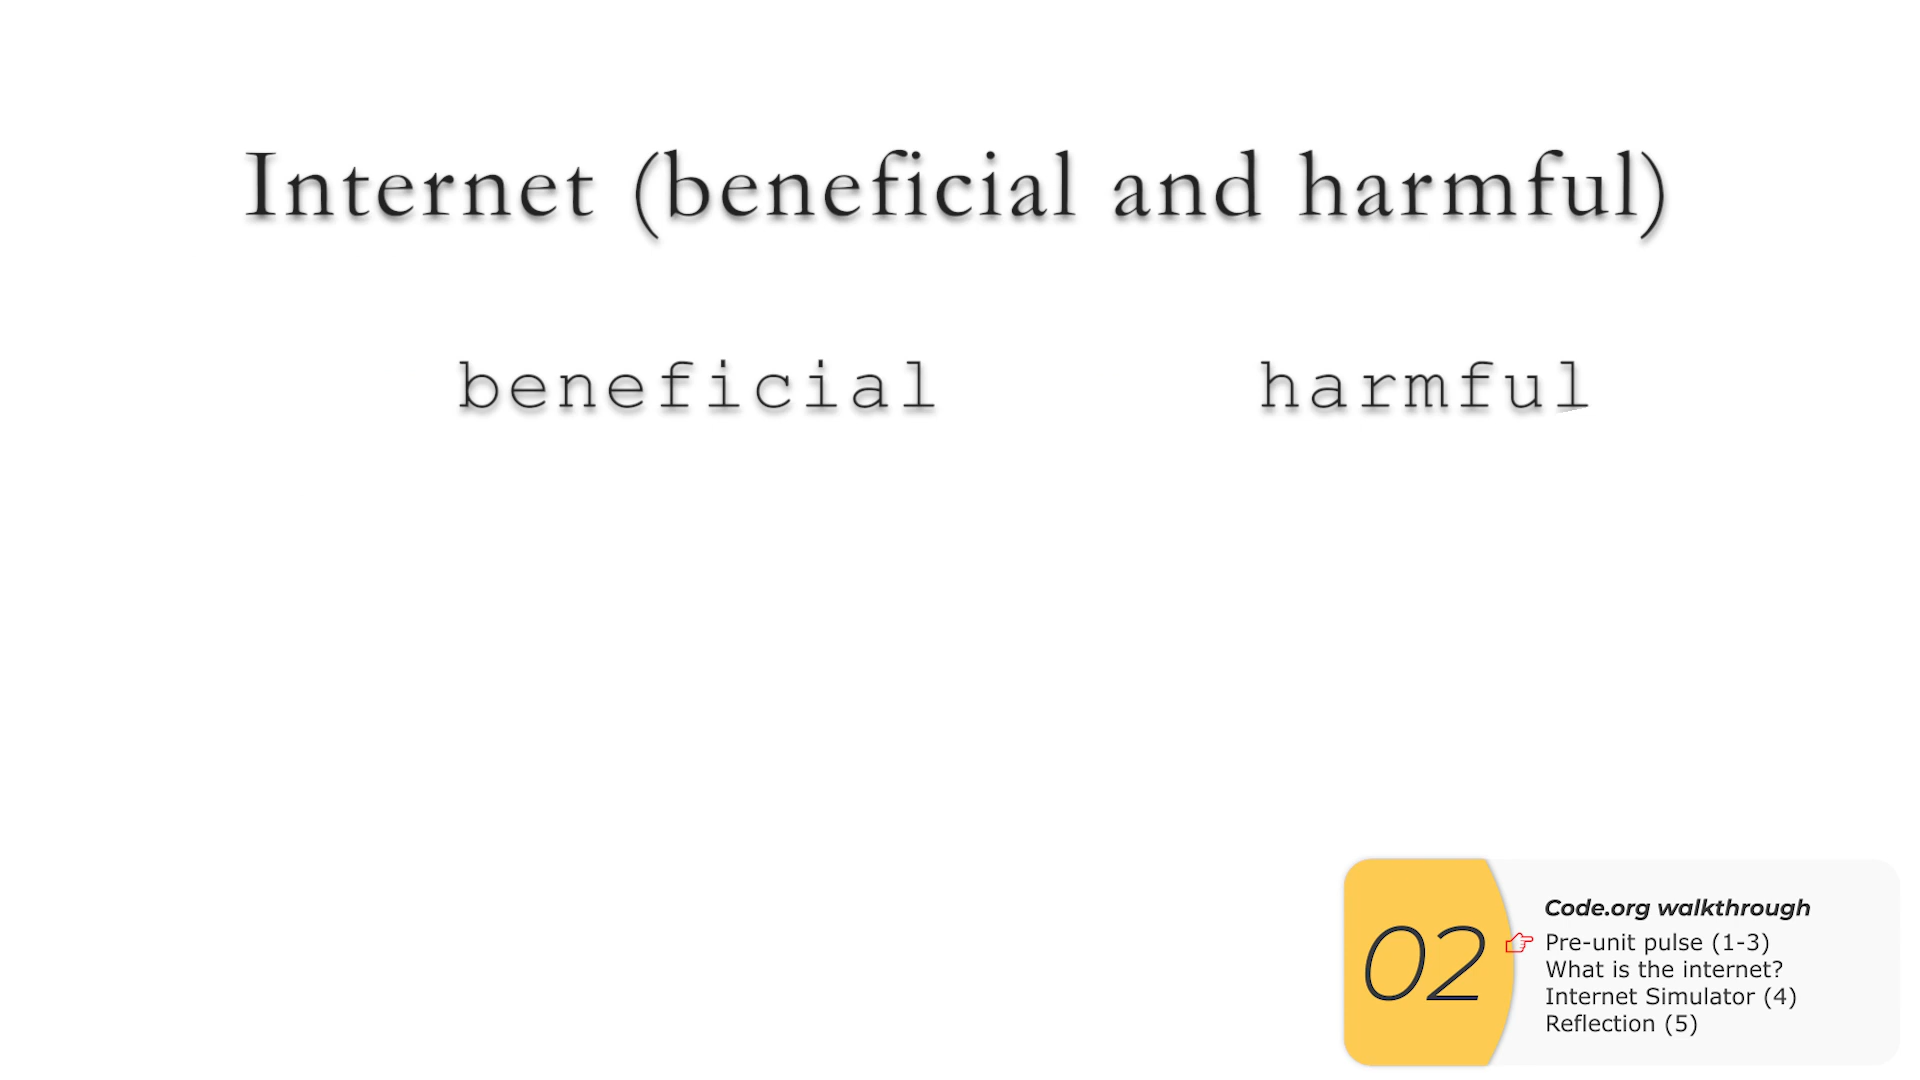 Internet (beneficial and harmful)
beneficial
harmful
02
Code.org walkthrough
Pre-unit pulse (1-3)
What is the internet?
Internet Simulator (4)
Reflection (5)